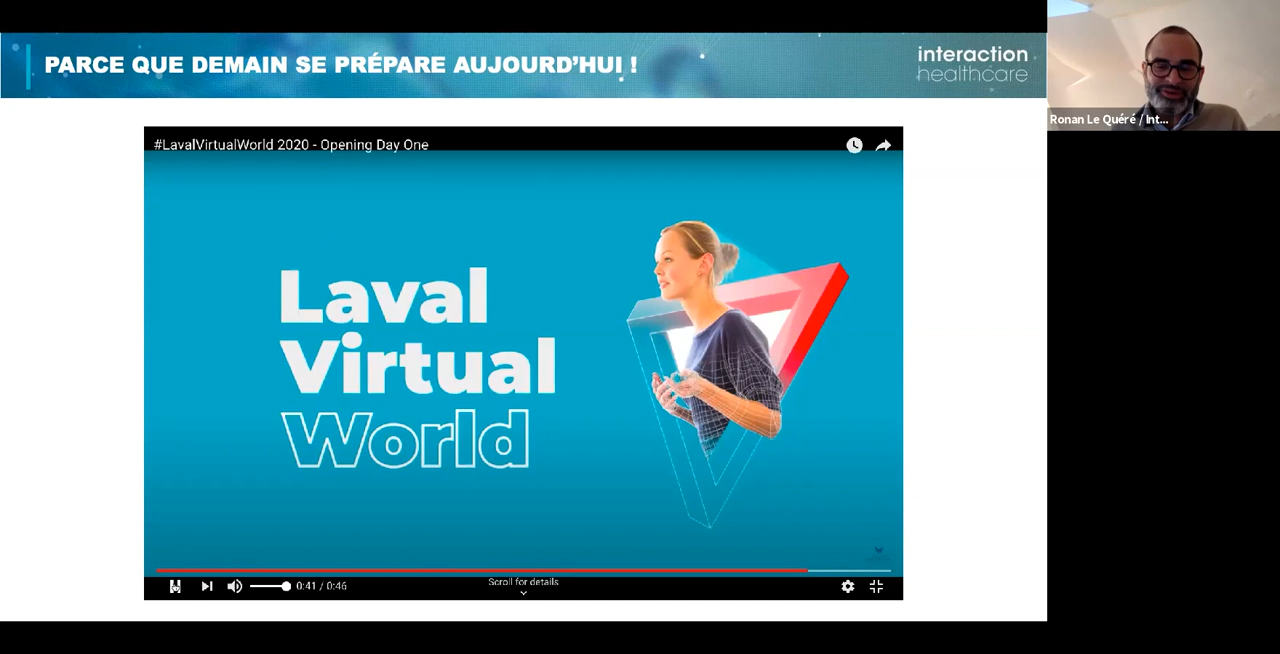 PARCE QUE DEMAIN SE PRÉPARE AUJOURD'HUI !
interaction
healthcare
Ronan Le Quéré / Int...
#LavalVirtualWorld 2020 - Opening Day One
Laval
Virtual
World
0:41 / 0:46
Scroll for details